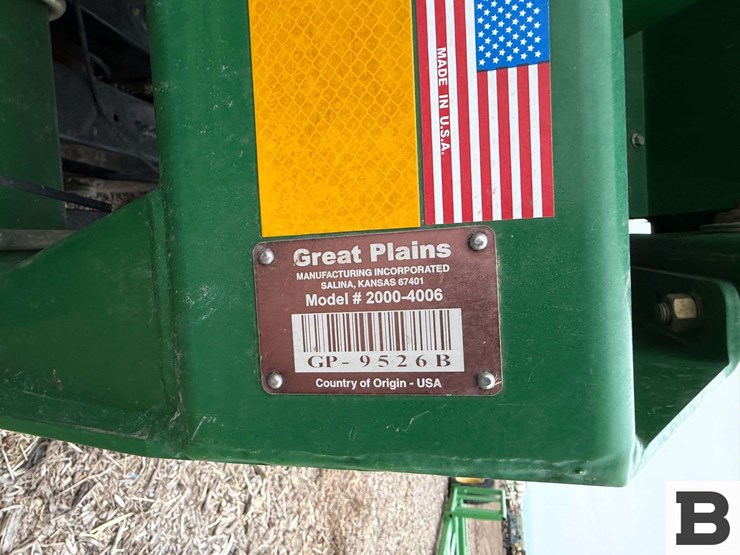 MADE IN U.S.A.
Great Plains
MANUFACTURING INCORPORATED
SALINA, KANSAS 67401
Model # 2000-4006
GP-9526B
Country of Origin - USA
B